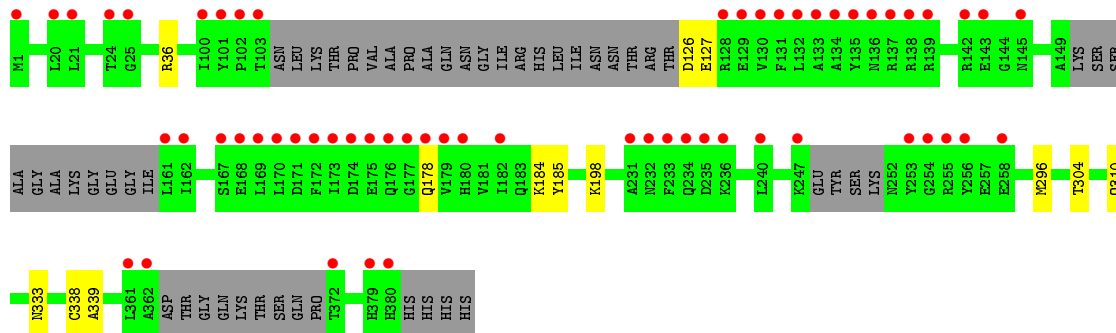 M1 L20 L21 T24 G25 R36 I100 Y101 P102 T103 ASN LEU LYS THR PRO VAL ALA PRO ALA GLN ASN GLY ILE ARG HIS LEU ILE ASN ASN THR ARG THR D126 E127 R128 E129 V130 F131 L132 A133 A134 Y135 N136 R137 R138 R139 R142 E143 G144 N145 A149 LYS SER SER
ALA GLY ALA LYS GLY GLU GLY ILE L161 I162 S167 E168 L169 L170 D171 F172 I173 D174 E175 Q176 G177 Q178 V179 H180 V181 I182 Q183 K184 Y185 K198 A231 N232 F233 Q234 D235 K236 L240 K247 GLU TYR SER LYS N252 Y253 G254 R255 Y256 E257 E258 M296 T304 Q310
N333 C338 A339 L361 A362 ASP THR GLY GLN LYS THR SER GLN PRO T372 H379 H380 HIS HIS HIS HIS